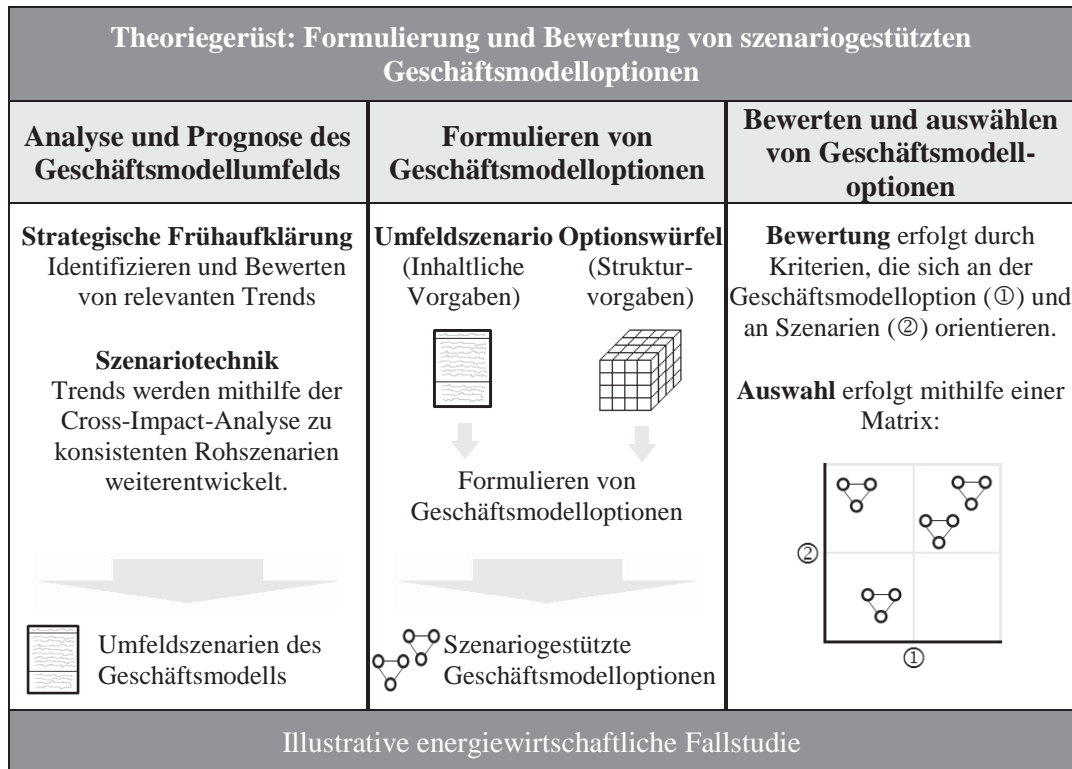 Theoriegerüst: Formulierung und Bewertung von szenariogestützten
Geschäftsmodelloptionen
Analyse und Prognose des
Geschäftsmodellumfelds
Strategische Frühaufklärung
Identifizieren und Bewerten
von relevanten Trends
Szenariotechnik
Trends werden mithilfe der
Cross-Impact-Analyse zu
konsistenten Rohszenarien
weiterentwickelt.
Umfeldszenarien des
Geschäftsmodells
Formulieren von
Geschäftsmodelloptionen
Umfeldszenario Optionswürfel
(Inhaltliche (Struktur-
Vorgaben) vorgaben)
Formulieren von
Geschäftsmodelloptionen
Szenariogestützte
Geschäftsmodelloptionen
Bewerten und auswählen
von Geschäftsmodell-
optionen
Bewertung erfolgt durch
Kriterien, die sich an der
Geschäftsmodelloption (①) und
an Szenarien (②) orientieren.
Auswahl erfolgt mithilfe einer
Matrix:
②
①
Illustrative energiewirtschaftliche Fallstudie